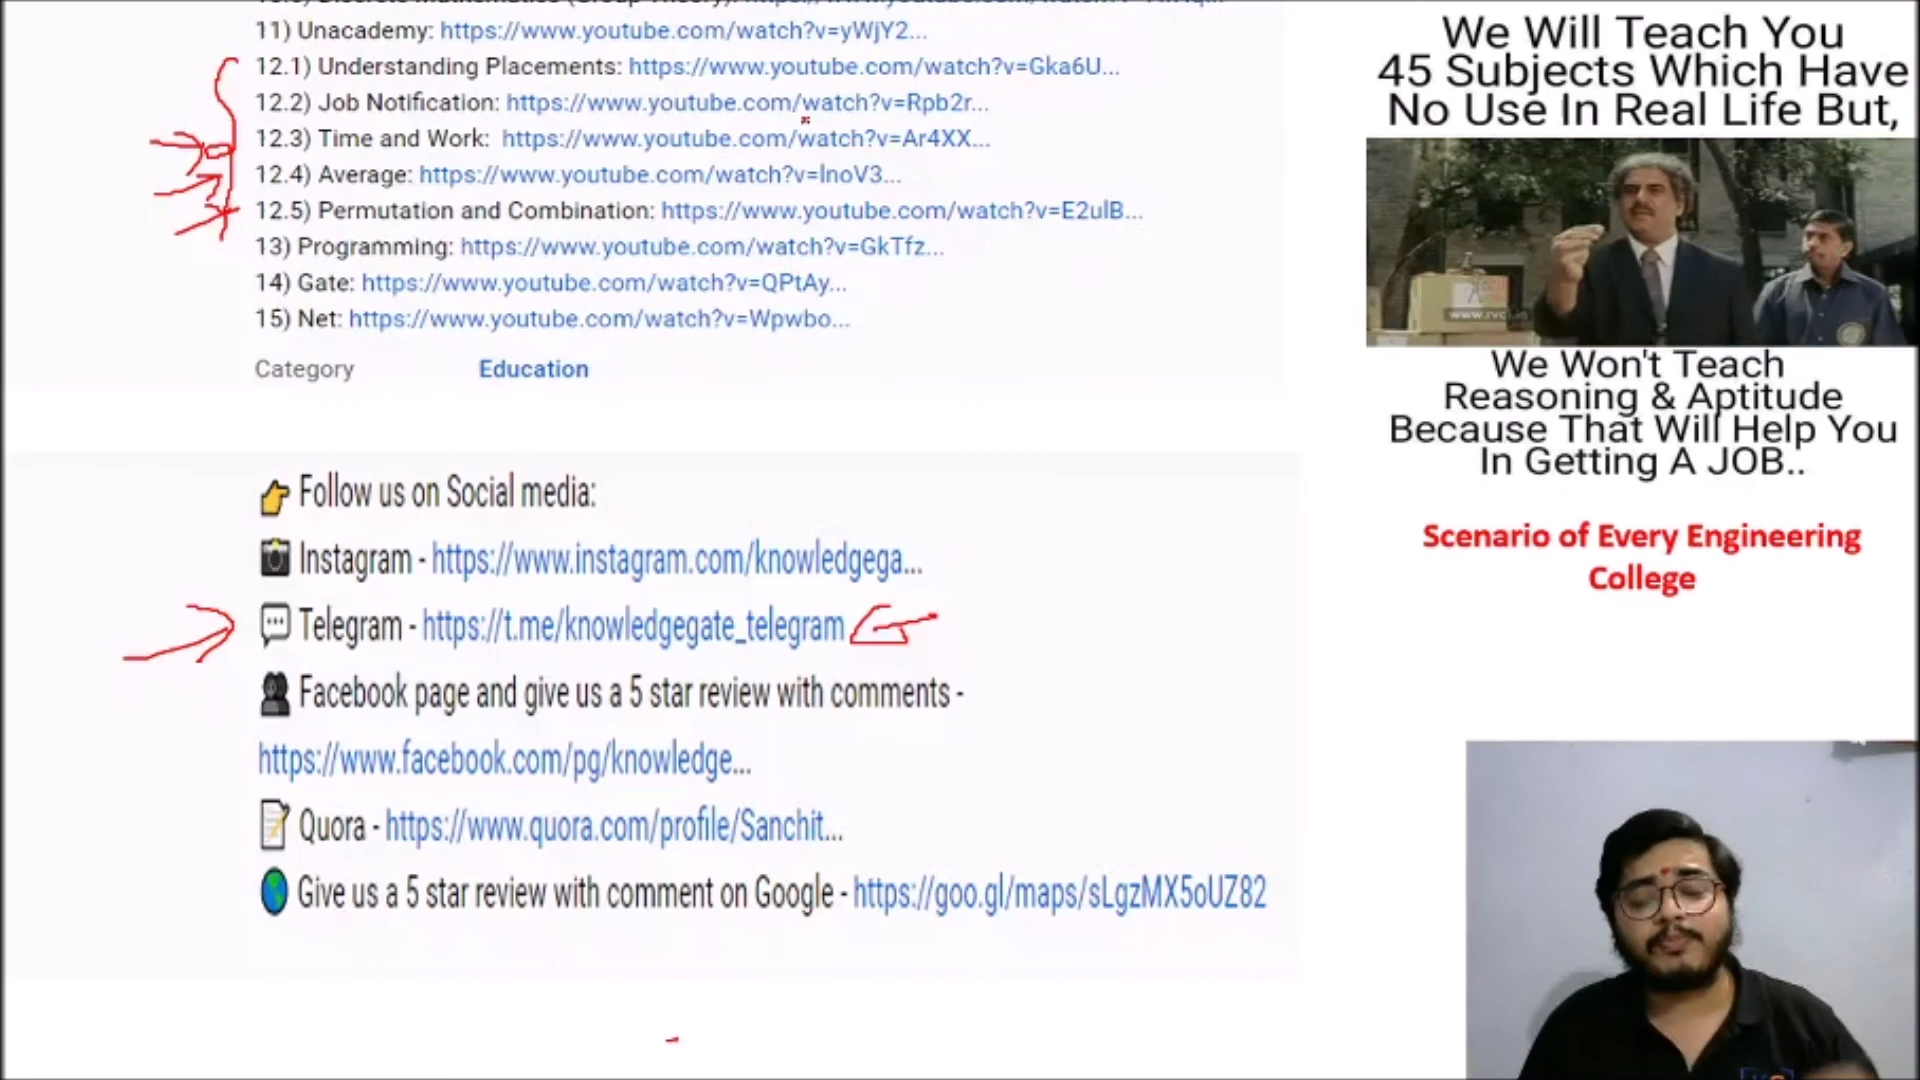 11) Unacademy: https://www.youtube.com/watch?v=yWjY2...
12.1) Understanding Placements: https://www.youtube.com/watch?v=Gka6U...
12.2) Job Notification: https://www.youtube.com/watch?v=Rpb2r...
12.3) Time and Work: https://www.youtube.com/watch?v=Ar4XX...
12.4) Average: https://www.youtube.com/watch?v=lnoV3...
12.5) Permutation and Combination: https://www.youtube.com/watch?v=E2ulB...
13) Programming: https://www.youtube.com/watch?v=GkTfz...
14) Gate: https://www.youtube.com/watch?v=QPtAy...
15) Net: https://www.youtube.com/watch?v=Wpwbo...
Category Education
Follow us on Social media:
Instagram - https://www.instagram.com/knowledgega...
Telegram - https://t.me/knowledgegate_telegram
Facebook page and give us a 5 star review with comments -
https://www.facebook.com/pg/knowledge...
Quora - https://www.quora.com/profile/Sanchit...
Give us a 5 star review with comment on Google - https://goo.gl/maps/sLgzMX5oUZ82
We Will Teach You
45 Subjects Which Have
No Use In Real Life But,
We Won't Teach
Reasoning & Aptitude
Because That Will Help You
In Getting A JOB..
Scenario of Every Engineering
College